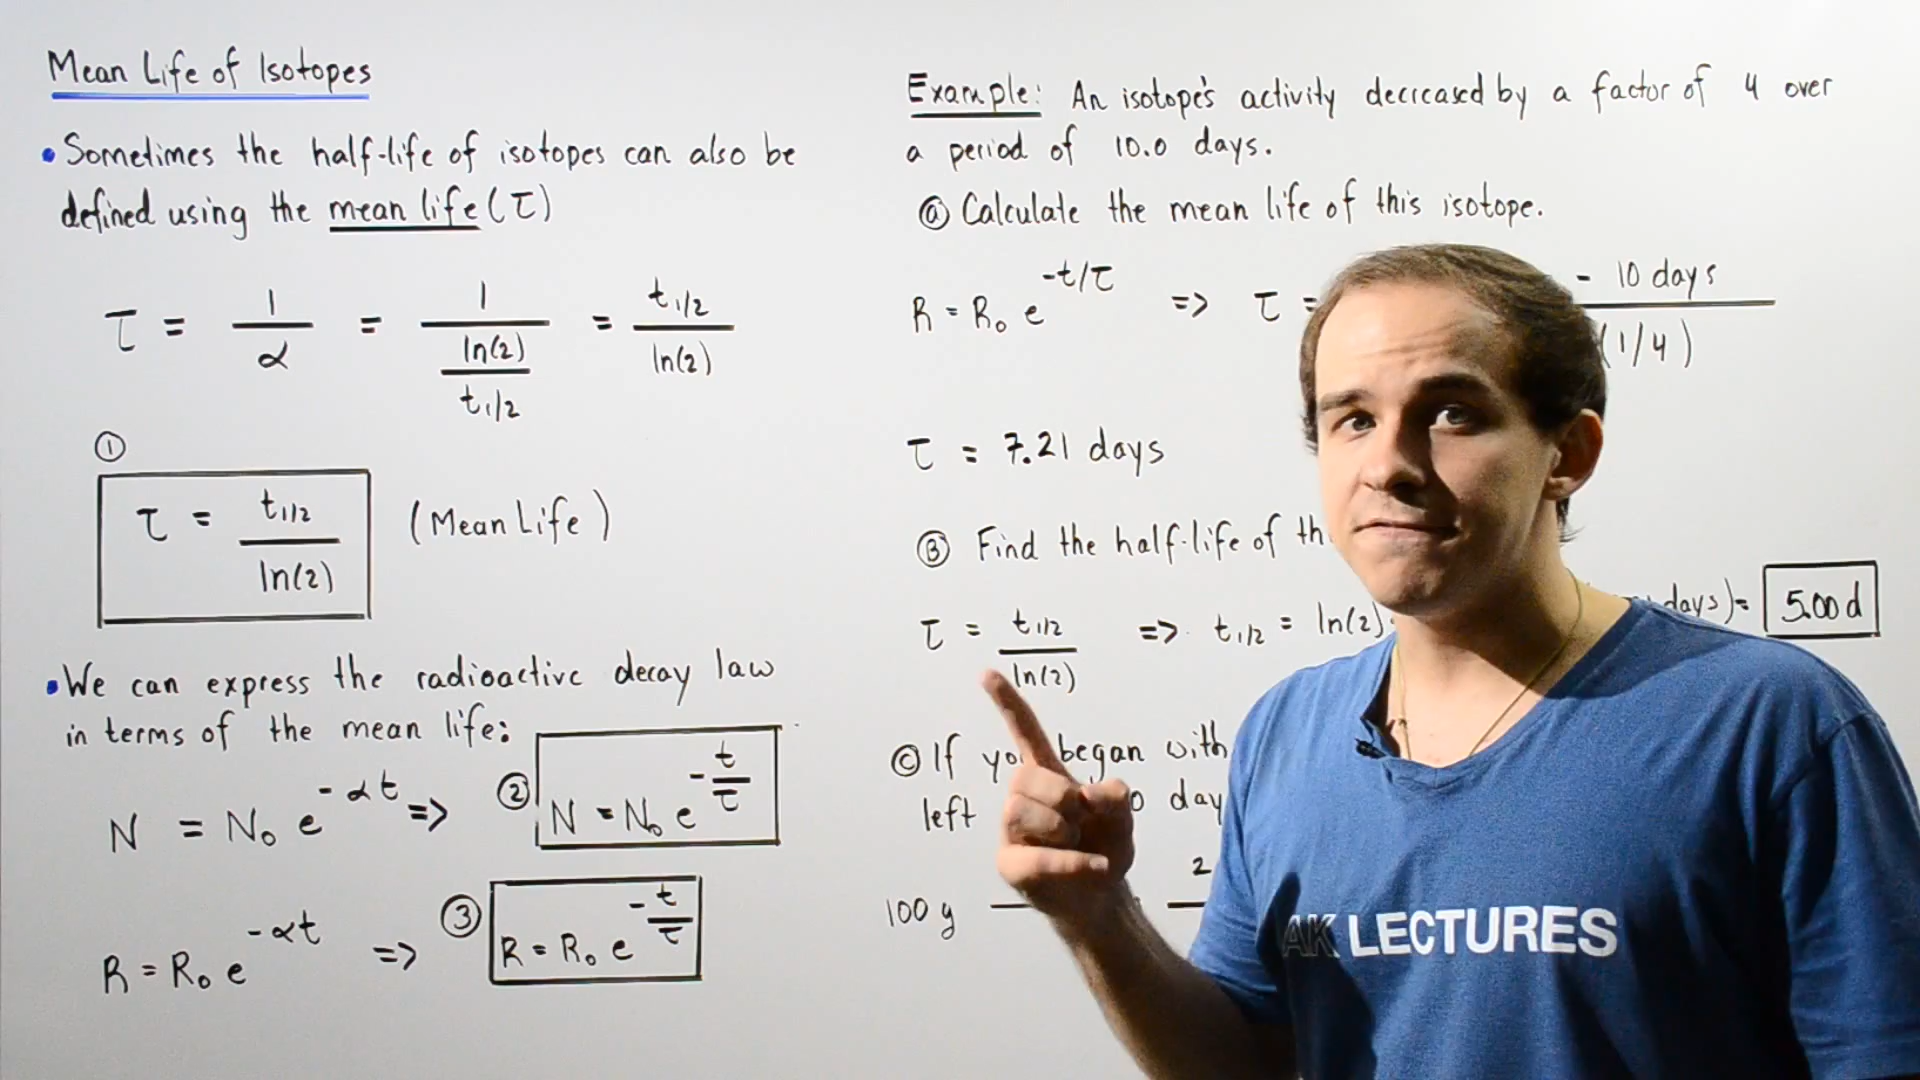 Mean Life of Isotopes
• Sometimes the half-life of isotopes can also be
defined using the mean life (τ)
τ = 1/α = 1/(ln(2)/t1/2) = t1/2/ln(2)
①
τ = t1/2/ln(2) (Mean Life)
• We can express the radioactive decay law
in terms of the mean life:
N = N₀ e^(-αt) => ② N = N₀ e^(-t/τ)
R = R₀ e^(-αt) => ③ R = R₀ e^(-t/τ)
Example: An isotope's activity decreased by a factor of 4 over
a period of 10.0 days.
Ⓐ Calculate the mean life of this isotope.
R = R₀ e^(-t/τ) => τ = - 10 days / (1/4)
τ = 7.21 days
Ⓑ Find the half-life of
τ = t1/2/ln(2) => t1/2 = ln(2) days) = 5.00 d
Ⓒ If began with
left day
100 g 2
AK LECTURES